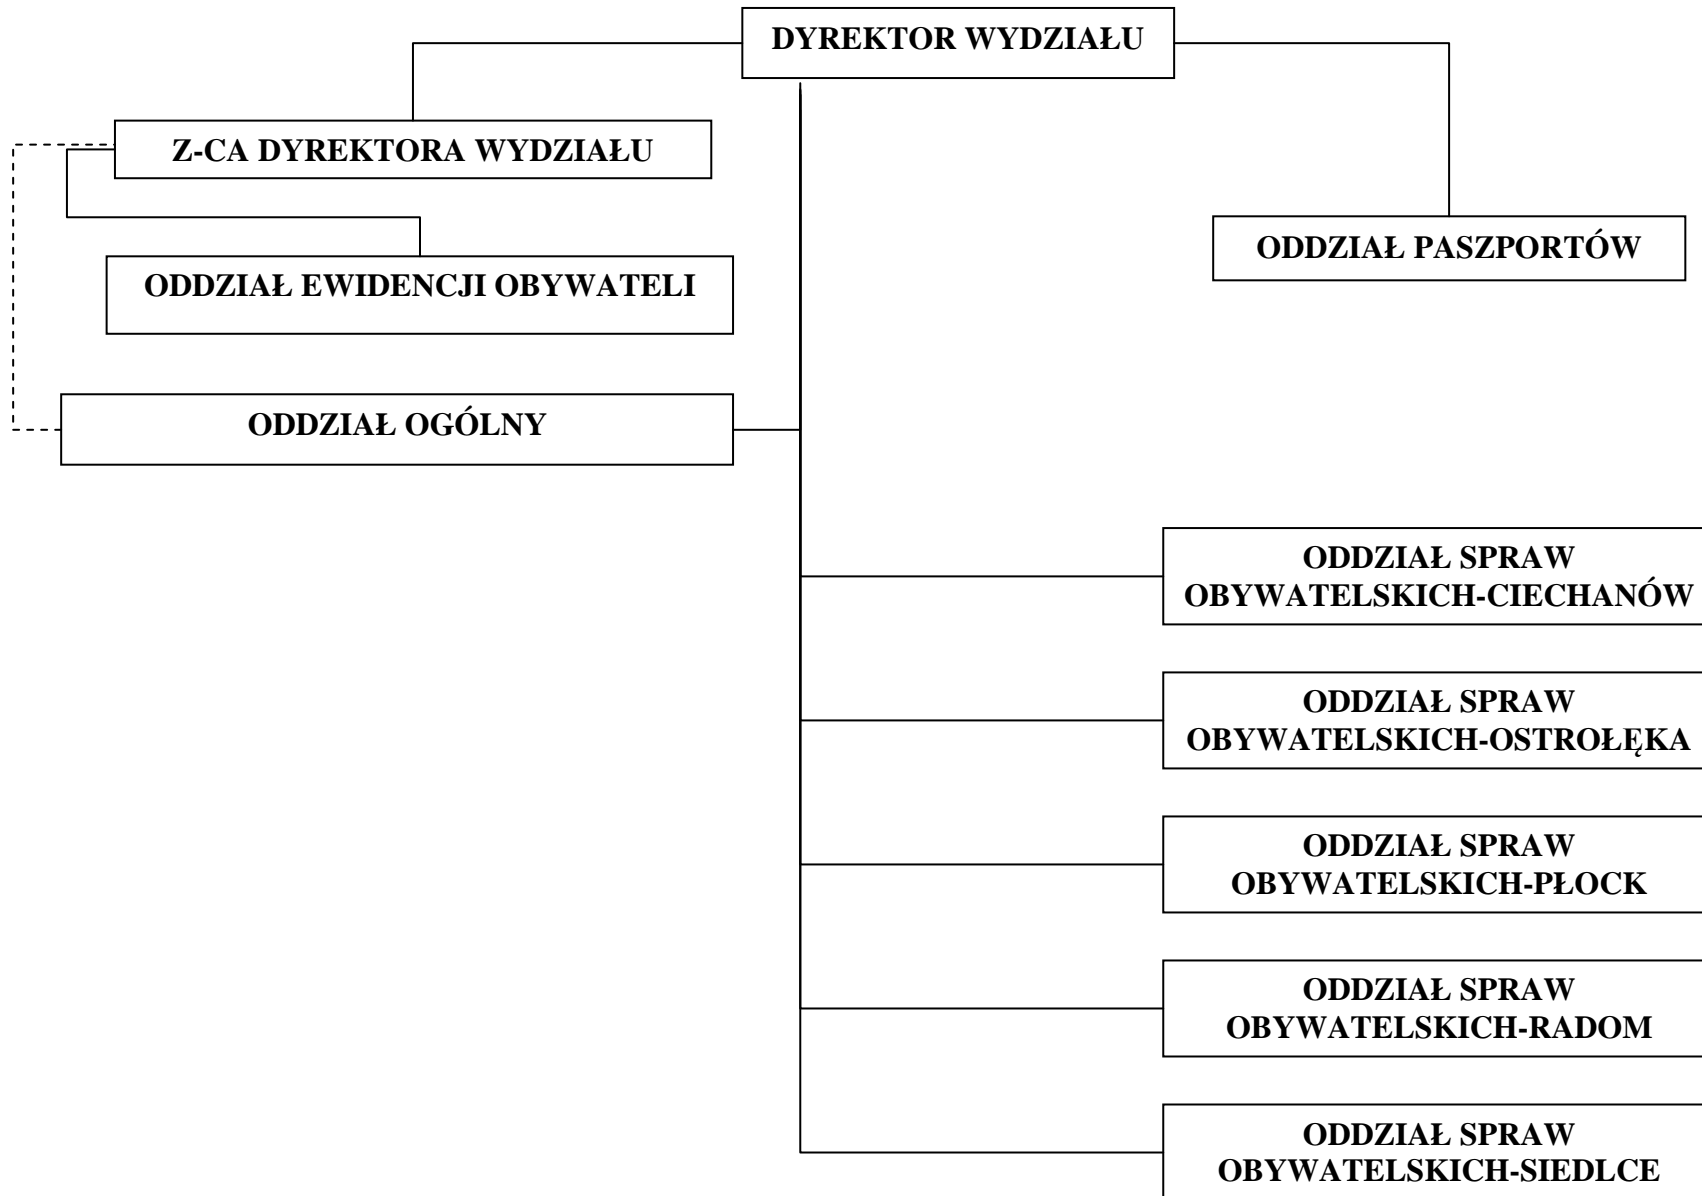 DYREKTOR WYDZIAŁU
Z-CA DYREKTORA WYDZIAŁU
ODDZIAŁ PASZPORTÓW
ODDZIAŁ EWIDENCJI OBYWATELI
ODDZIAŁ OGÓLNY
ODDZIAŁ SPRAW
OBYWATELSKICH-CIECHANÓW
ODDZIAŁ SPRAW
OBYWATELSKICH-OSTROŁĘKA
ODDZIAŁ SPRAW
OBYWATELSKICH-PŁOCK
ODDZIAŁ SPRAW
OBYWATELSKICH-RADOM
ODDZIAŁ SPRAW
OBYWATELSKICH-SIEDLCE